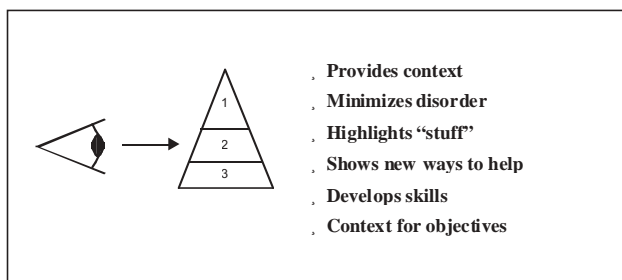 1
2
3
¸ Provides context
¸ Minimizes disorder
¸ Highlights “stuff”
¸ Shows new ways to help
¸ Develops skills
¸ Context for objectives